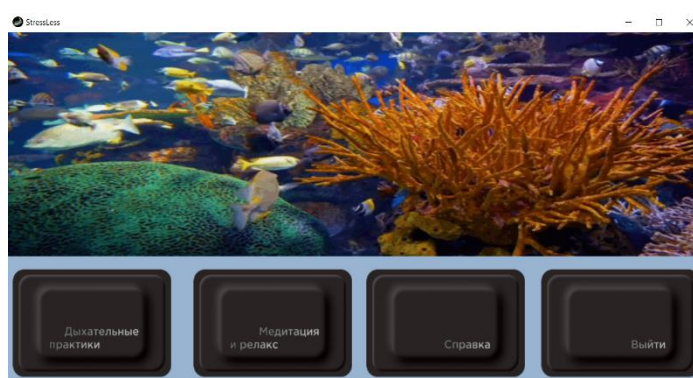 StressLess
Дыхательные
практики
Медитация
и релакс
Справка
Выйти